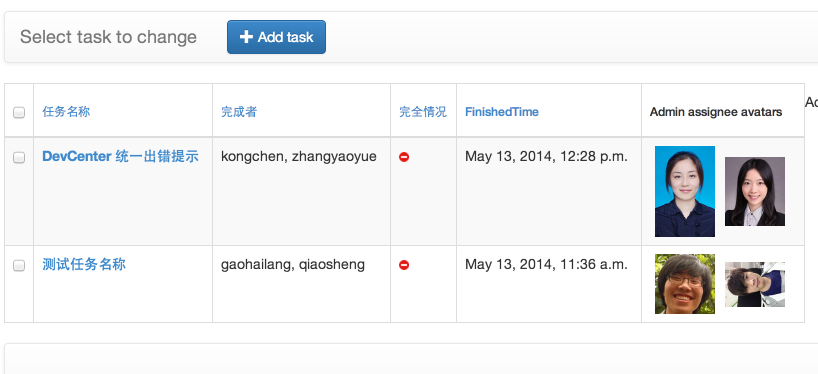 Select task to change
Add task
任务名称 完成者 完全情况 FinishedTime Admin assignee avatars
DevCenter 统一出错提示 kongchen, zhangyaoyue May 13, 2014, 12:28 p.m.
测试任务名称 gaohailang, qiaosheng May 13, 2014, 11:36 a.m.